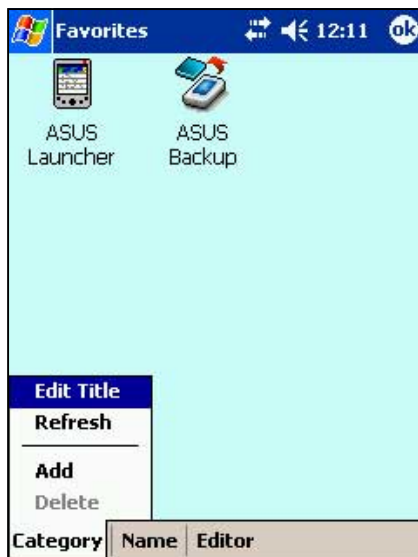 Favorites 12:11 ok
ASUS Launcher
ASUS Backup
Edit Title
Refresh
Add
Delete
Category Name Editor